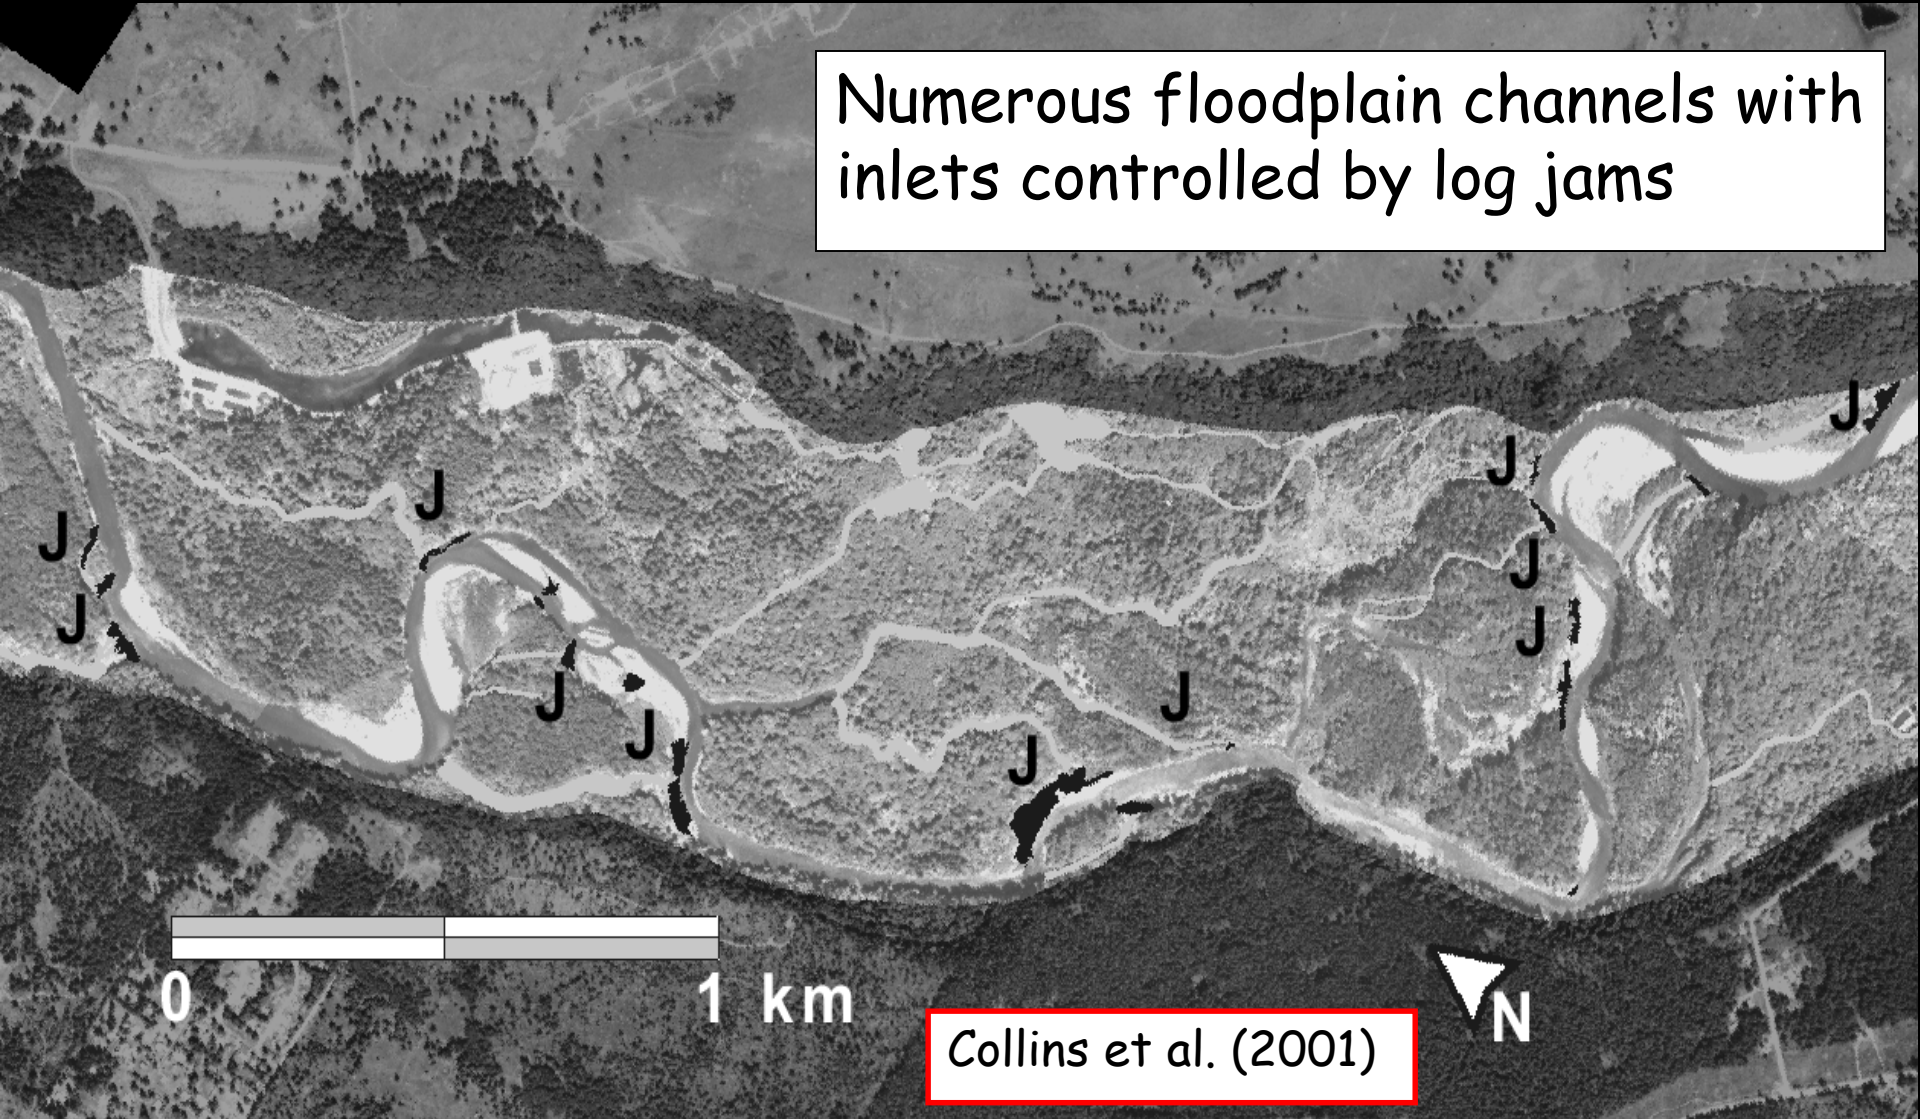 Numerous floodplain channels with
inlets controlled by log jams
J
J
J
J
J
J
J
J
J
J
J
0 1 km
N
Collins et al. (2001)